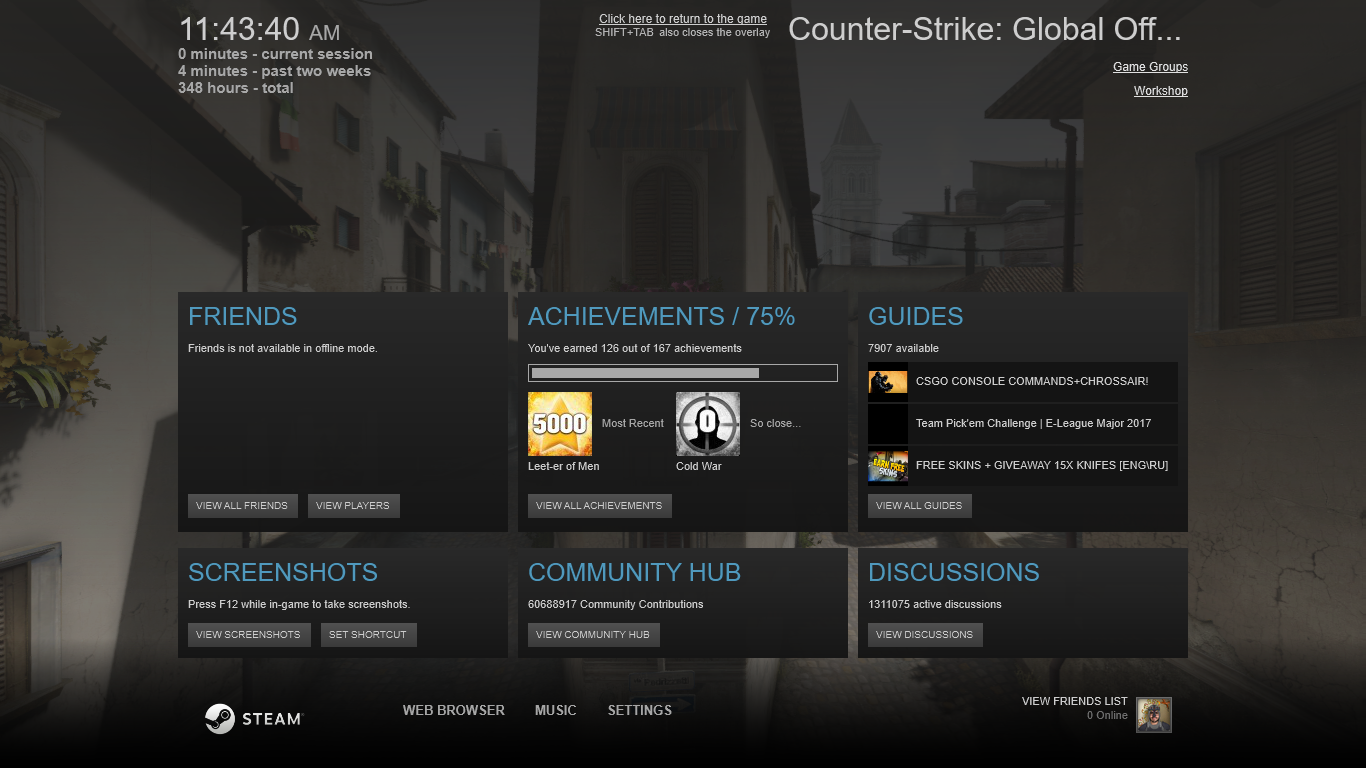 11:43:40 AM
0 minutes - current session
4 minutes - past two weeks
348 hours - total
Click here to return to the game
SHIFT+TAB also closes the overlay
Counter-Strike: Global Off...
Game Groups
Workshop
FRIENDS
Friends is not available in offline mode.
VIEW ALL FRIENDS
VIEW PLAYERS
ACHIEVEMENTS / 75%
You've earned 126 out of 167 achievements
5000
Most Recent
0
So close...
Leet-er of Men
Cold War
VIEW ALL ACHIEVEMENTS
GUIDES
7907 available
CSGO CONSOLE COMMANDS+CHROSSAIR!
Team Pick'em Challenge | E-League Major 2017
EARN FREE SKINS
FREE SKINS + GIVEAWAY 15X KNIFES [ENG\RU]
VIEW ALL GUIDES
SCREENSHOTS
Press F12 while in-game to take screenshots.
VIEW SCREENSHOTS
SET SHORTCUT
COMMUNITY HUB
60688917 Community Contributions
VIEW COMMUNITY HUB
DISCUSSIONS
1311075 active discussions
VIEW DISCUSSIONS
STEAM
WEB BROWSER
MUSIC
SETTINGS
VIEW FRIENDS LIST
0 Online